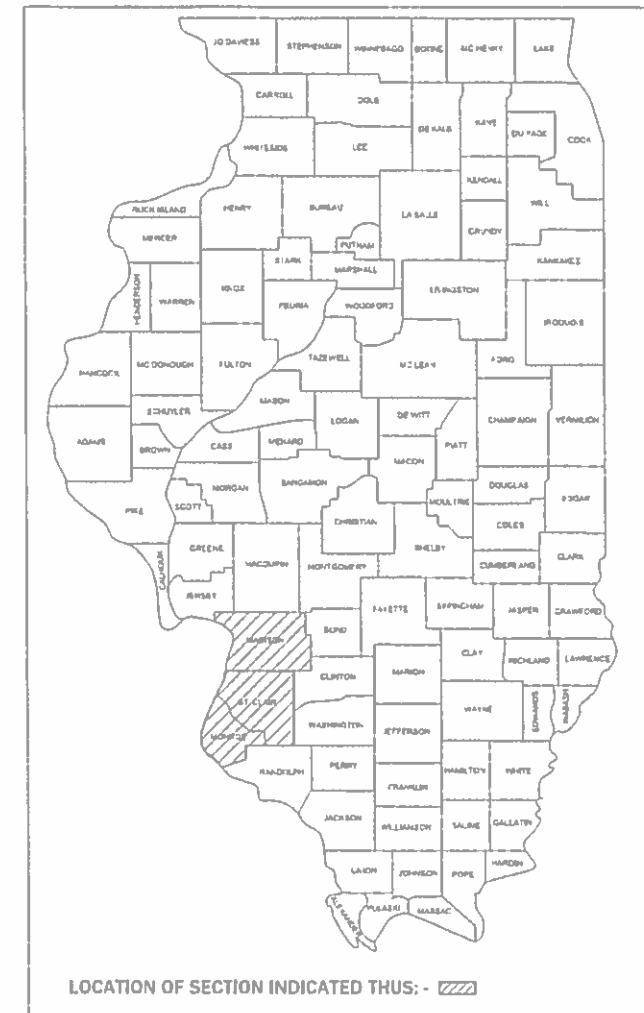 JO DAVIESS STEPHENSON WINNEBAGO BOONE MC HENRY LAKE
CARROLL OGLE DE KALB KANE DU PAGE COOK
WHITESIDE LEE KENDALL WILL
ROCK ISLAND HENRY BUREAU LA SALLE GRUNDY
MERCER PUTNAM KANKAKEE
STARK MARSHALL
HENDERSON WARREN KNOX PEORIA WOODFORD LIVINGSTON IROQUOIS
HANCOCK MCDONOUGH FULTON TAZEWELL MC LEAN FORD
SCHUYLER MASON LOGAN DE WITT CHAMPAIGN VERMILION
ADAMS BROWN CASS MENARD MACON PIATT
MORGAN SANGAMON DOUGLAS EDGAR
PIKE SCOTT CHRISTIAN MOULTRIE COLES
GREENE MACOUPIN MONTGOMERY SHELBY CUMBERLAND CLARK
CALHOUN JERSEY FAYETTE EFFINGHAM JASPER CRAWFORD
MADISON BOND CLAY RICHLAND LAWRENCE
CLINTON MARION
ST. CLAIR WAYNE EDWARDS WABASH
MONROE WASHINGTON JEFFERSON
RANDOLPH PERRY HAMILTON WHITE
FRANKLIN
JACKSON WILLIAMSON SALINE GALLATIN
UNION JOHNSON POPE HARDIN
ALEXANDER PULASKI MASSAC
LOCATION OF SECTION INDICATED THUS: -